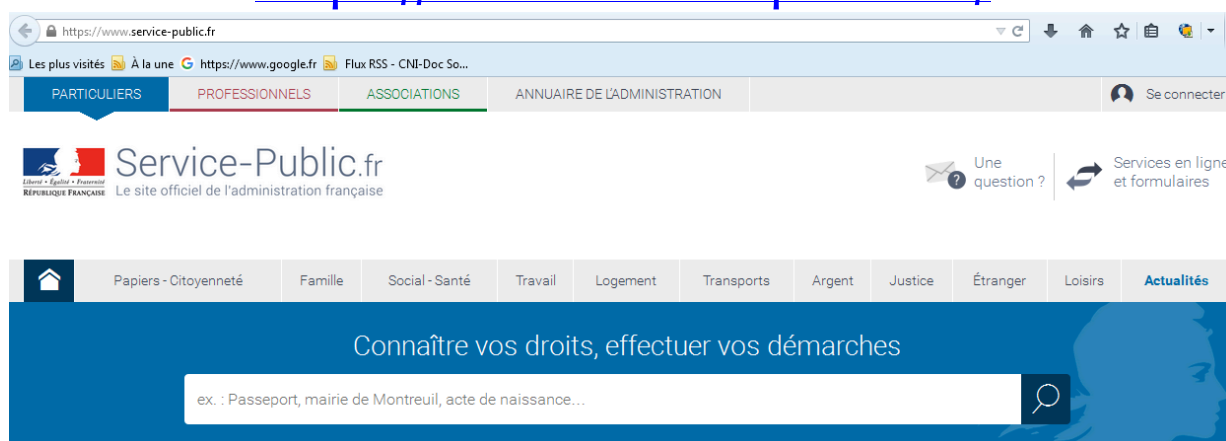 https://www.service-public.fr
Les plus visités À la une G https://www.google.fr Flux RSS - CNI-Doc So...
PARTICULIERS PROFESSIONNELS ASSOCIATIONS ANNUAIRE DE L'ADMINISTRATION Se connecter
Service-Public.fr
Le site officiel de l'administration française
Liberté • Égalité • Fraternité
RÉPUBLIQUE FRANÇAISE
Une
question ?
Services en ligne
et formulaires
Papiers - Citoyenneté Famille Social - Santé Travail Logement Transports Argent Justice Étranger Loisirs Actualités
Connaître vos droits, effectuer vos démarches
ex. : Passeport, mairie de Montreuil, acte de naissance...